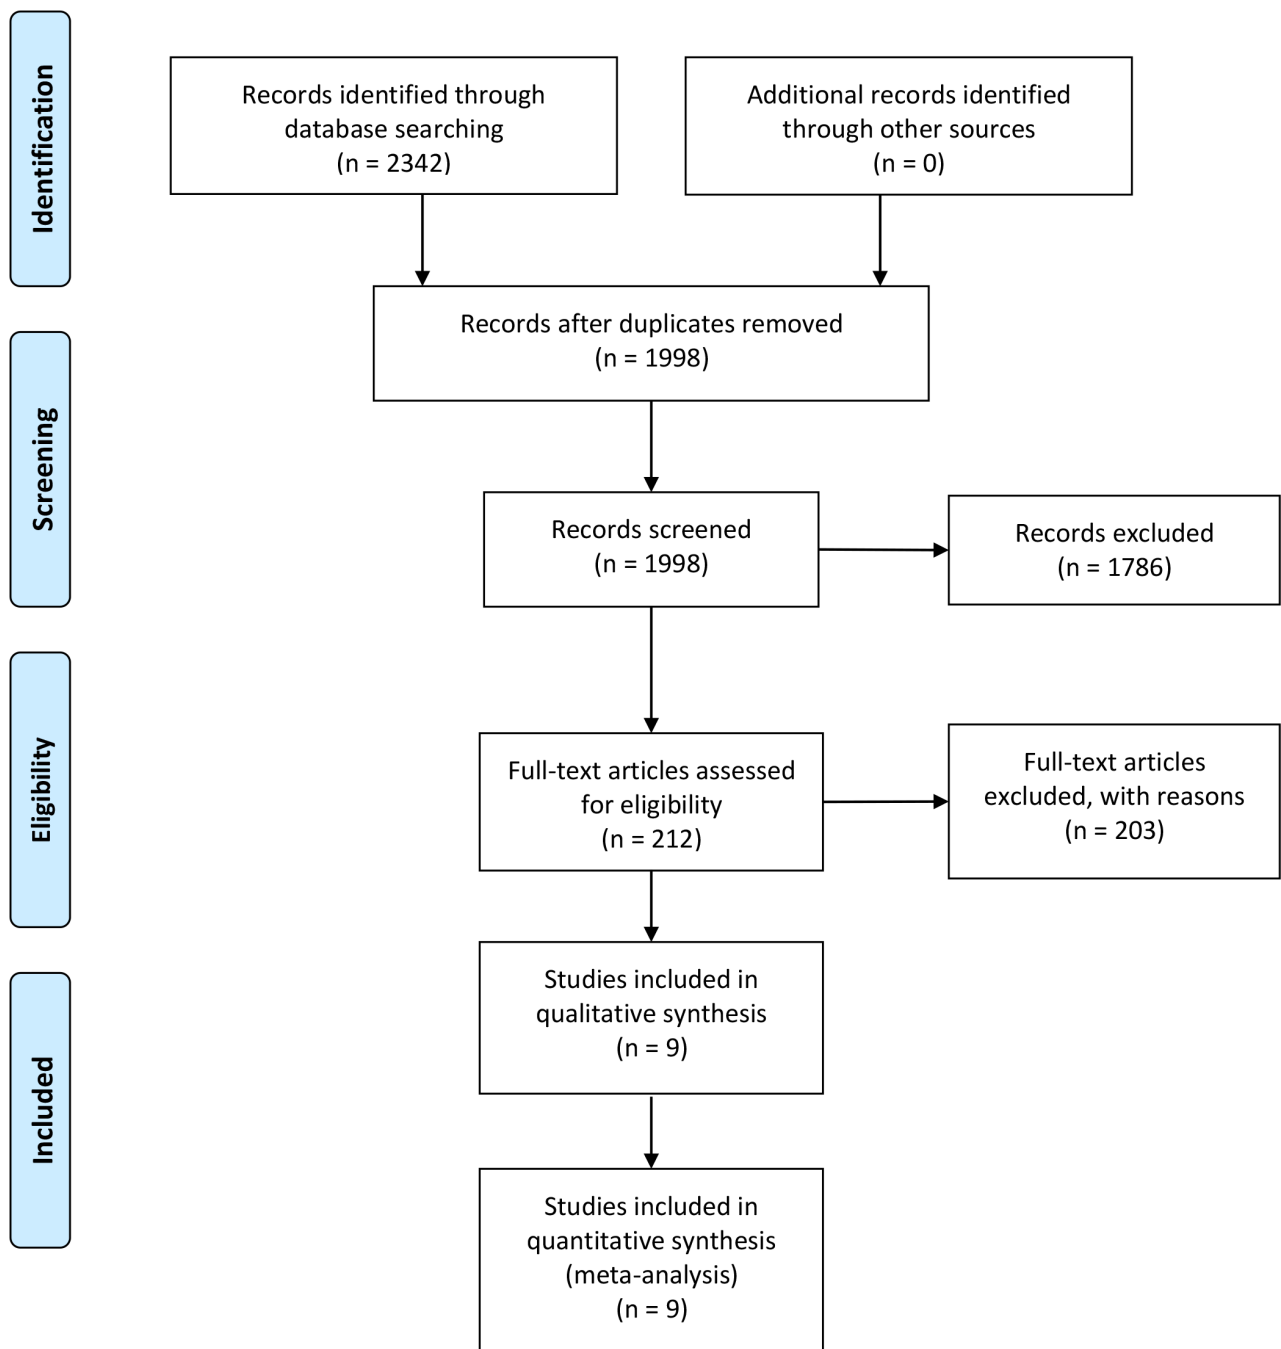 Identification
Records identified through
database searching
(n = 2342)
Additional records identified
through other sources
(n = 0)
Records after duplicates removed
(n = 1998)
Screening
Records screened
(n = 1998)
Records excluded
(n = 1786)
Eligibility
Full-text articles assessed
for eligibility
(n = 212)
Full-text articles
excluded, with reasons
(n = 203)
Included
Studies included in
qualitative synthesis
(n = 9)
Studies included in
quantitative synthesis
(meta-analysis)
(n = 9)